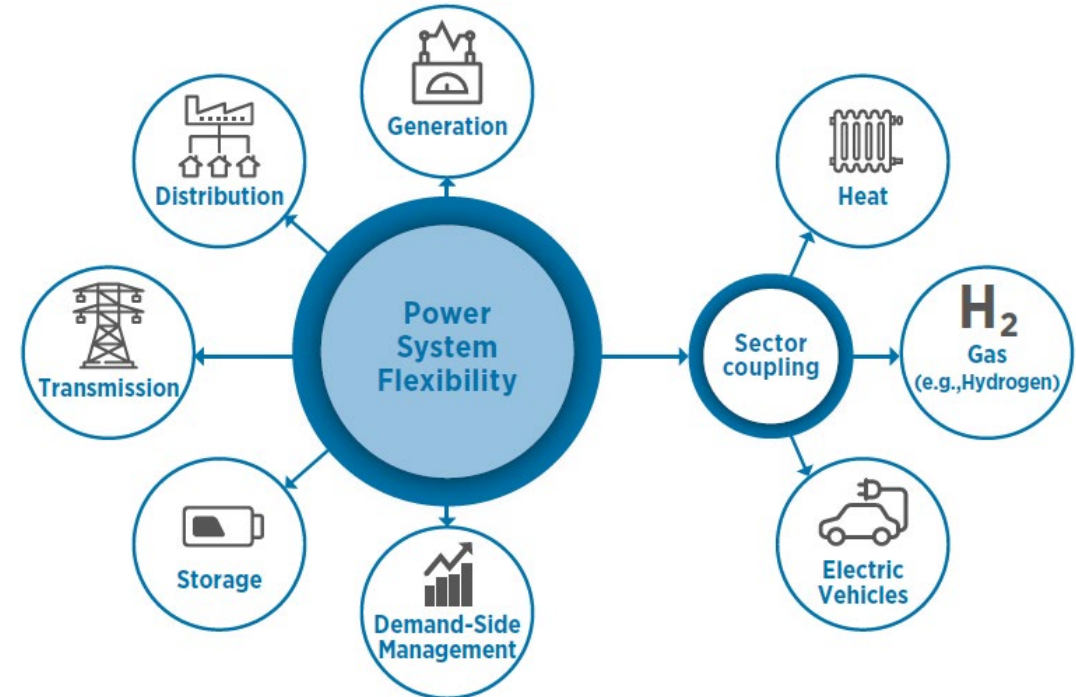 Generation
Distribution
Heat
Power
System
Flexibility
Sector
coupling
H2
Gas
(e.g.,Hydrogen)
Transmission
Storage
Electric
Vehicles
Demand-Side
Management